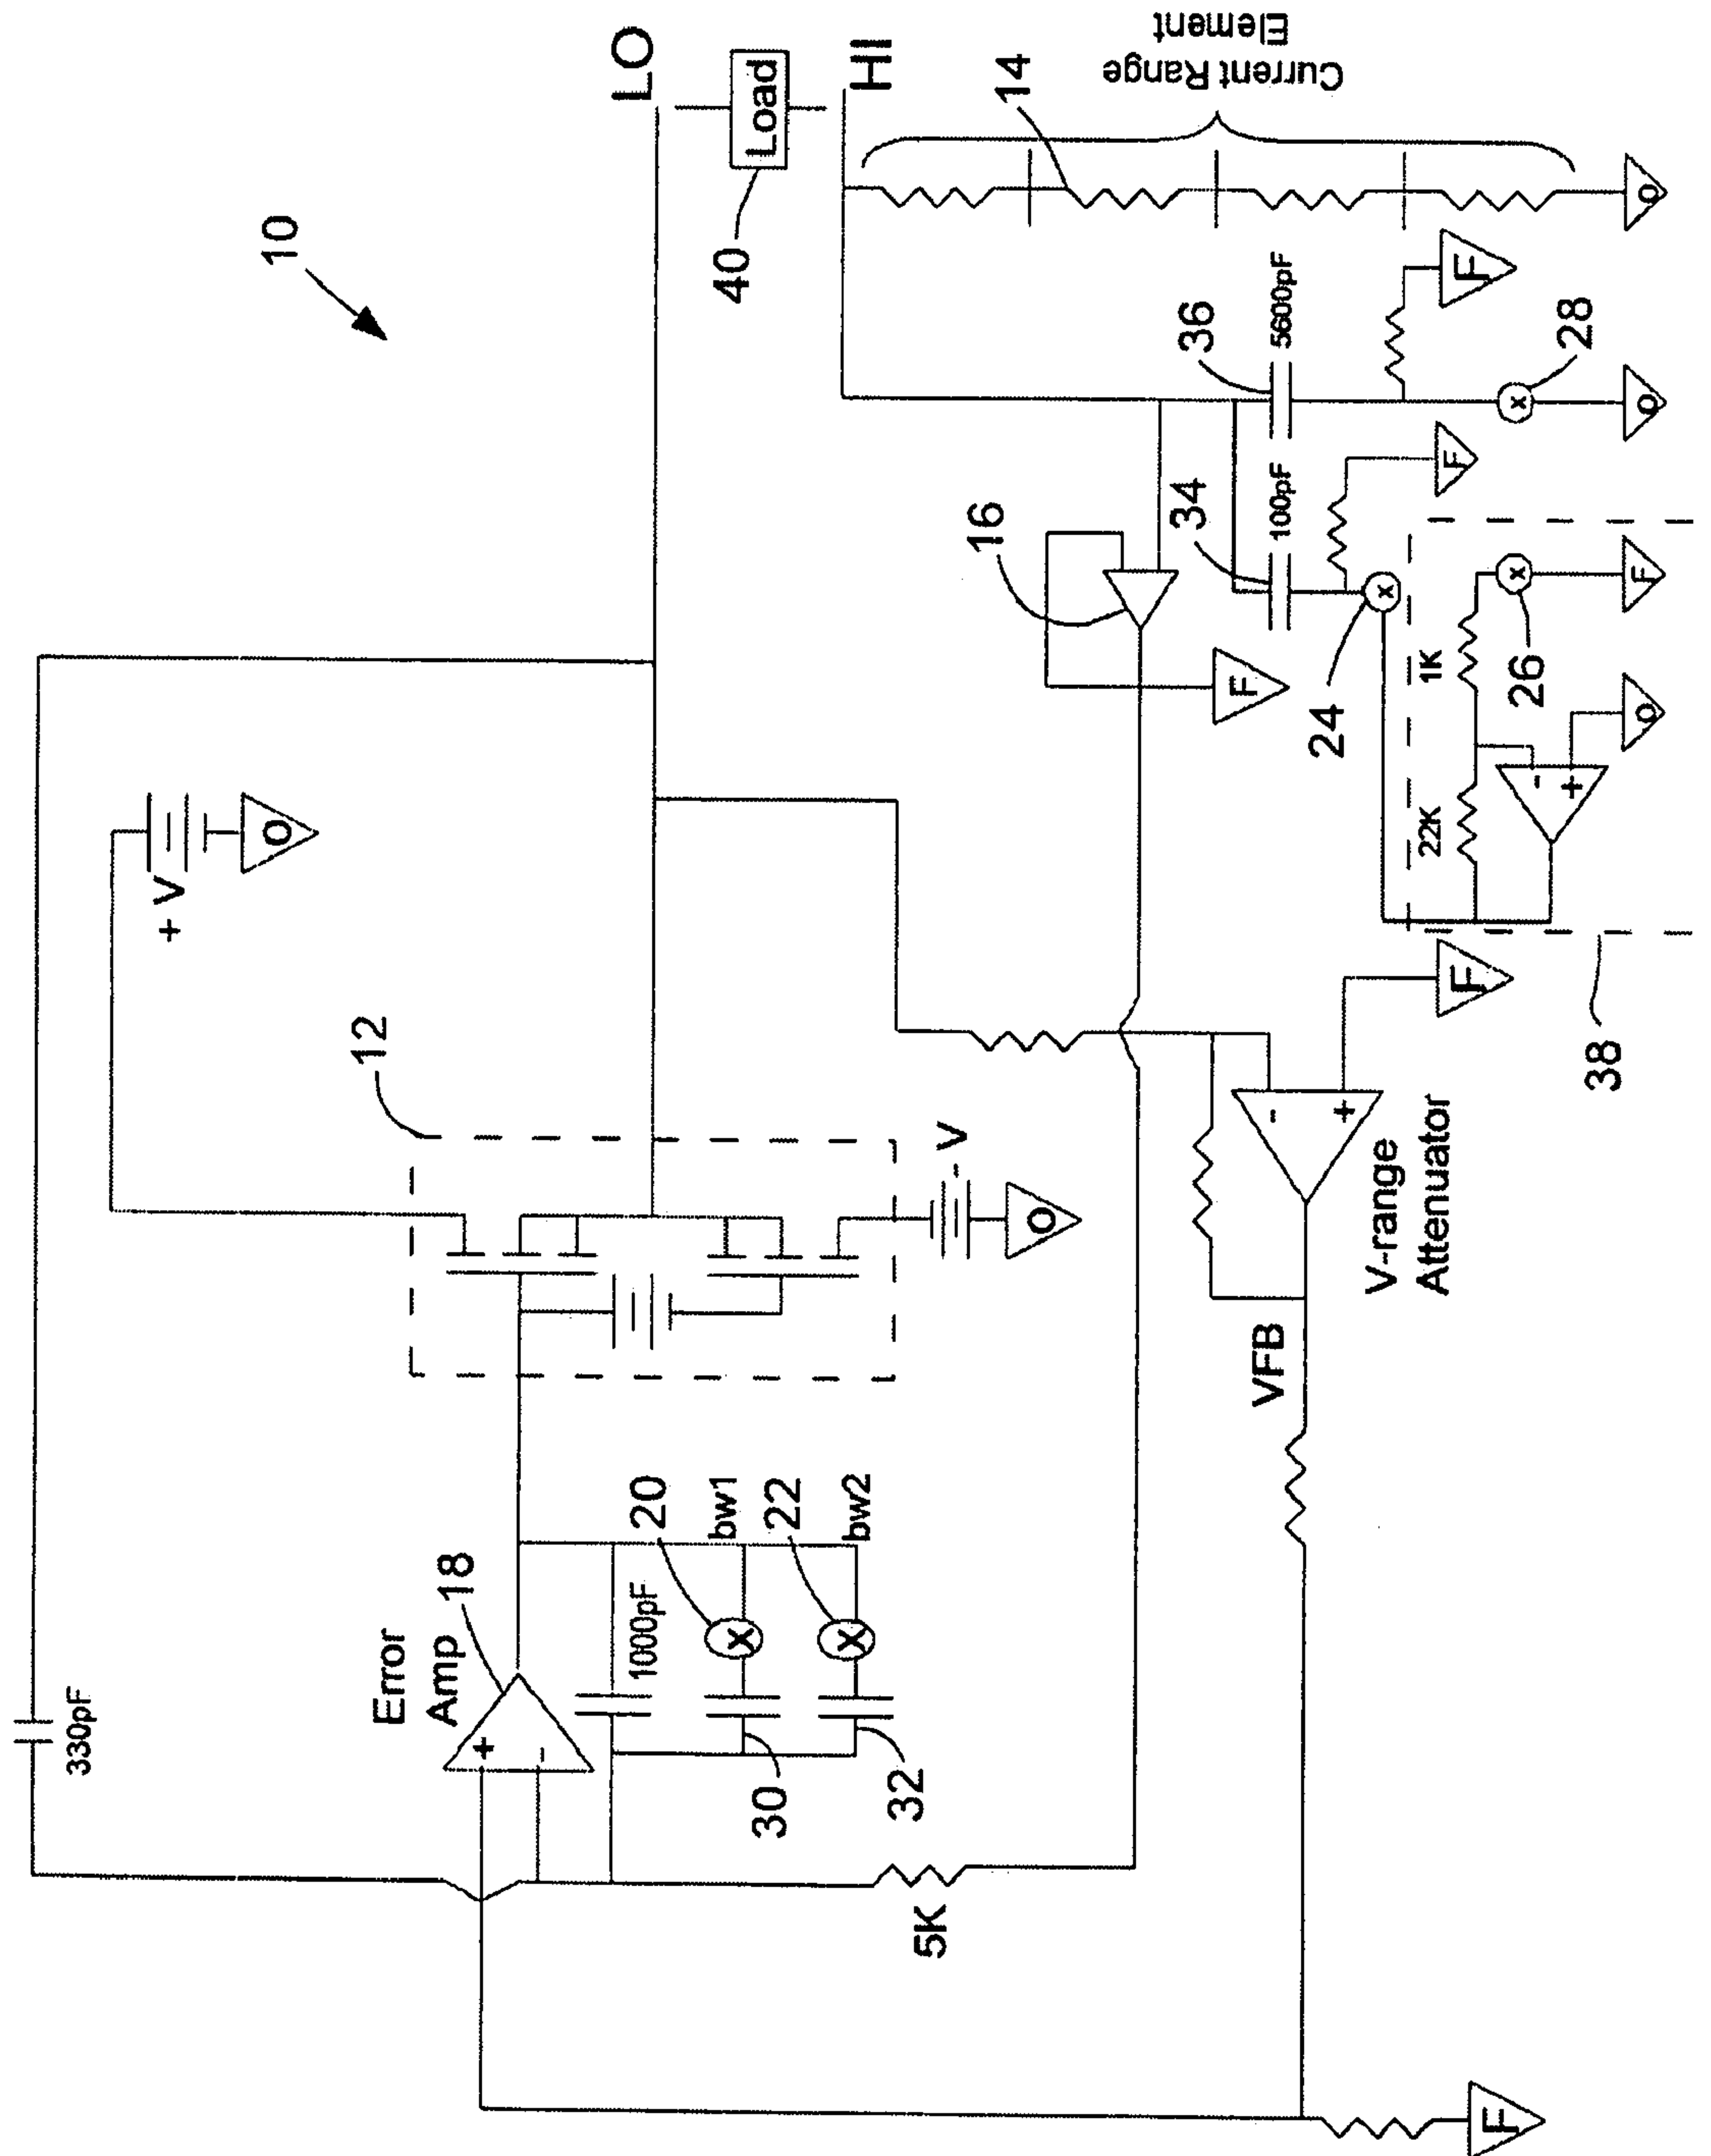 10
330pF
+ V
O
12
Error
Amp
18
+
-
1000pF
20
bw1
30
22
bw2
32
- V
O
LO
40
Load
HI
14
Current Range
Element
O
16
F
34
100pF
36
5600pF
F
F
28
O
24
22K
1K
26
F
-
+
O
38
5K
VFB
-
+
F
V-range
Attenuator
F
X
X
x
x
x